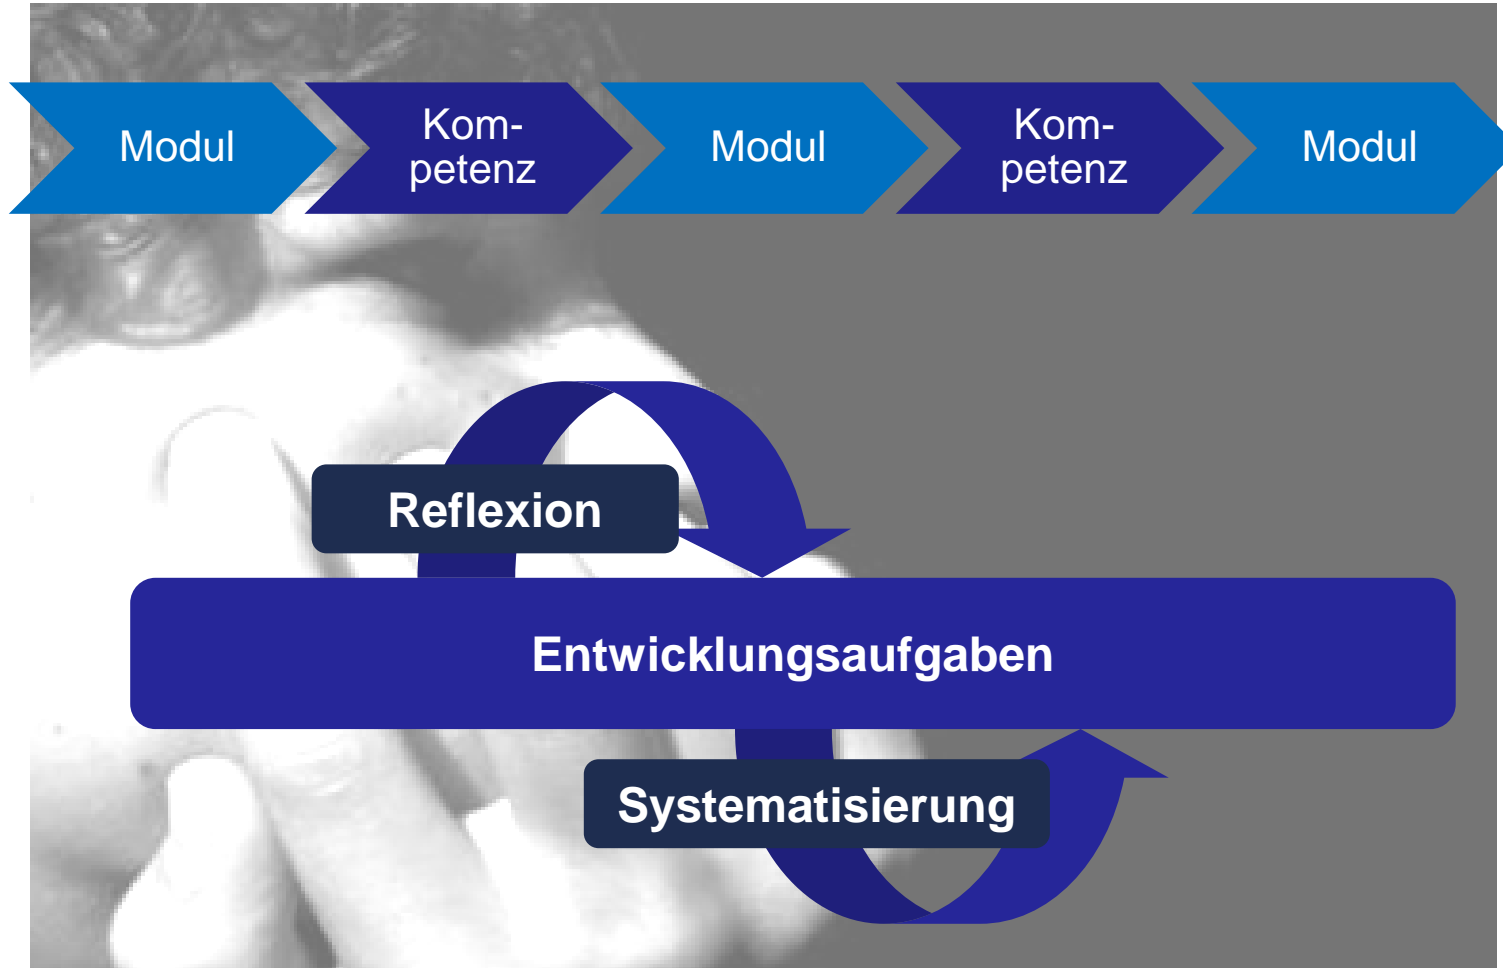 Modul
Kom-
petenz
Modul
Kom-
petenz
Modul
Reflexion
Entwicklungsaufgaben
Systematisierung